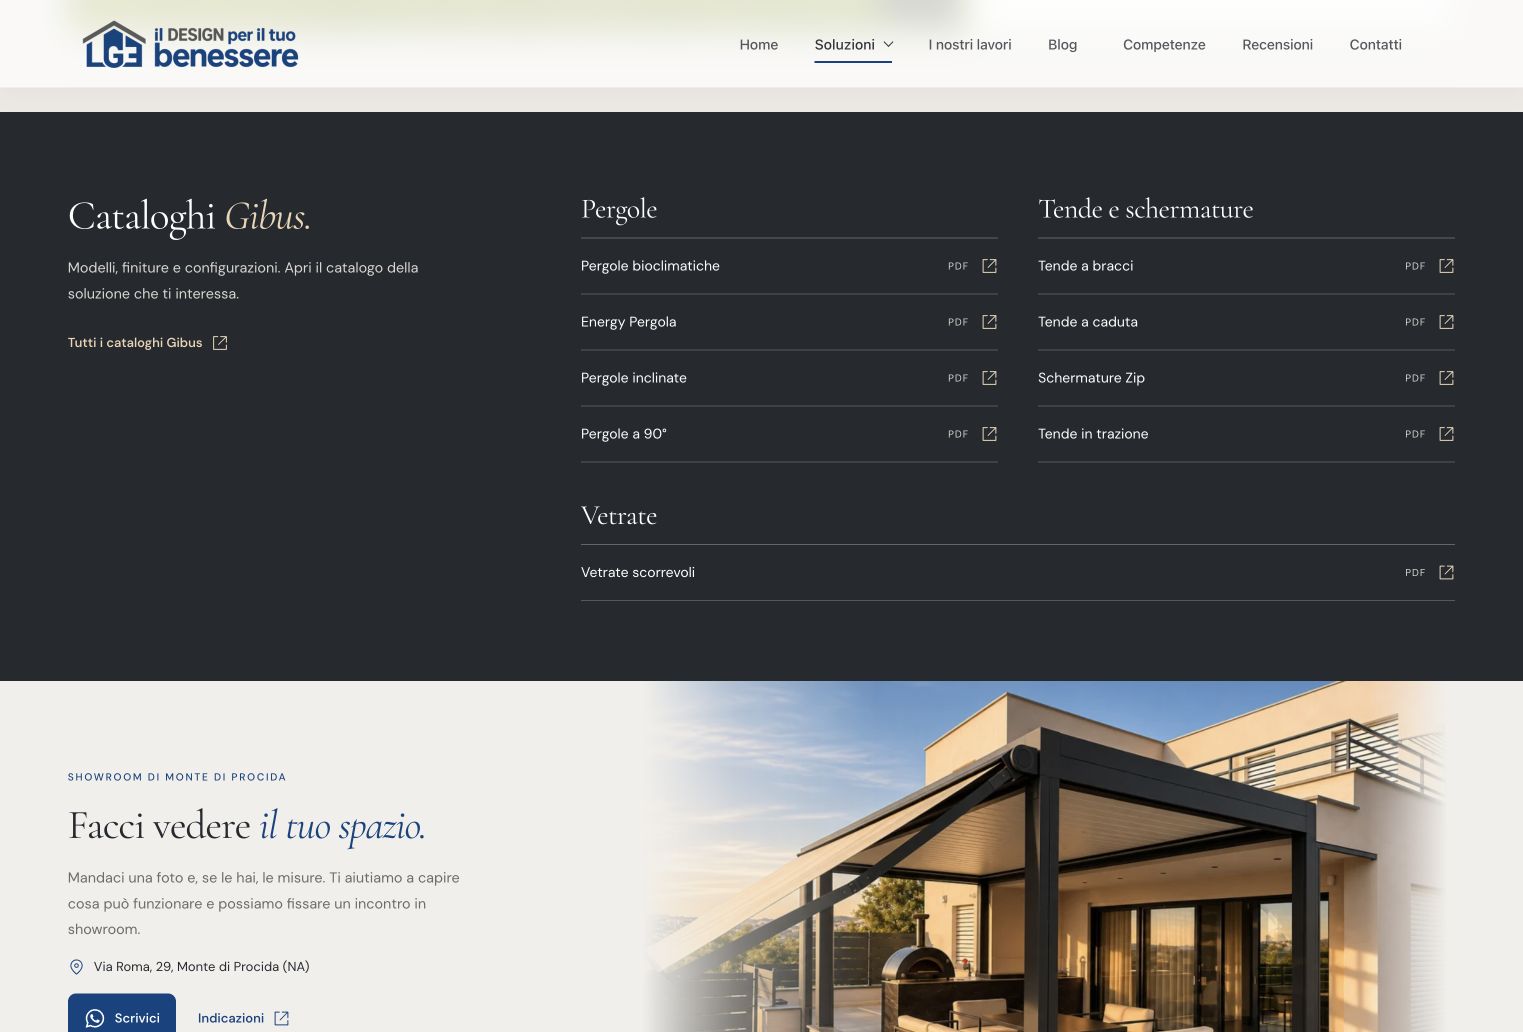 LGE il DESIGN per il tuo
benessere
Home
Soluzioni
I nostri lavori
Blog
Competenze
Recensioni
Contatti
Cataloghi Gibus.
Modelli, finiture e configurazioni. Apri il catalogo della
soluzione che ti interessa.
Tutti i cataloghi Gibus
Pergole
Pergole bioclimatiche PDF
Energy Pergola PDF
Pergole inclinate PDF
Pergole a 90° PDF
Tende e schermature
Tende a bracci PDF
Tende a caduta PDF
Schermature Zip PDF
Tende in trazione PDF
Vetrate
Vetrate scorrevoli PDF
SHOWROOM DI MONTE DI PROCIDA
Facci vedere il tuo spazio.
Mandaci una foto e, se le hai, le misure. Ti aiutiamo a capire
cosa può funzionare e possiamo fissare un incontro in
showroom.
Via Roma, 29, Monte di Procida (NA)
Scrivici
Indicazioni